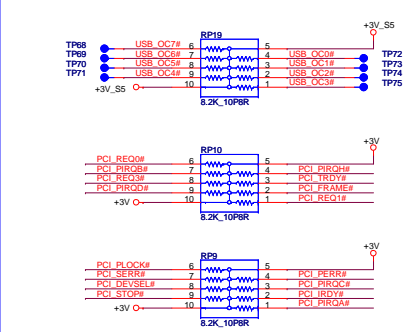 +3V_S5
RP19
TP68 USB_OC7# 6 5
TP69 USB_OC6# 7 4 USB_OC0# TP72
TP70 USB_OC5# 8 3 USB_OC1# TP73
TP71 USB_OC4# 9 2 USB_OC2# TP74
+3V_S5 10 1 USB_OC3# TP75
8.2K_10P8R
+3V
RP10
PCI_REQ0# 6 5
PCI_PIRQB# 7 4 PCI_PIRQH#
PCI_REQ3# 8 3 PCI_TRDY#
PCI_PIRQD# 9 2 PCI_FRAME#
+3V 10 1 PCI_REQ1#
8.2K_10P8R
+3V
RP9
PCI_PLOCK# 6 5
PCI_SERR# 7 4 PCI_PERR#
PCI_DEVSEL# 8 3 PCI_PIRQC#
PCI_STOP# 9 2 PCI_IRDY#
+3V 10 1 PCI_PIRQA#
8.2K_10P8R